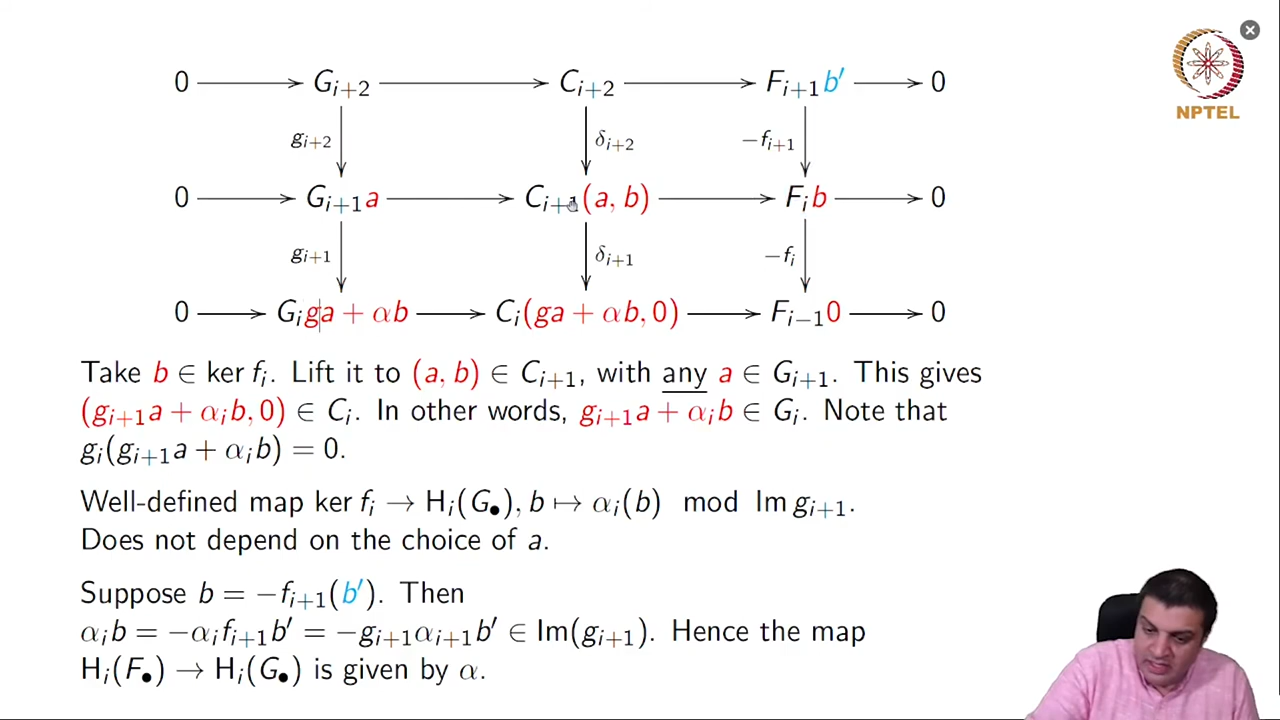 0 → G_{i+2} → C_{i+2} → F_{i+1}b′ → 0
g_{i+2} δ_{i+2} −f_{i+1}
0 → G_{i+1}a → C_{i+1}(a, b) → F_i b → 0
g_{i+1} δ_{i+1} −f_i
0 → G_i ga + αb → C_i(ga + αb, 0) → F_{i−1}0 → 0
Take b ∈ ker f_i. Lift it to (a, b) ∈ C_{i+1}, with any a ∈ G_{i+1}. This gives
(g_{i+1}a + α_i b, 0) ∈ C_i. In other words, g_{i+1}a + α_i b ∈ G_i. Note that
g_i(g_{i+1}a + α_i b) = 0.
Well-defined map ker f_i → H_i(G_•), b ↦ α_i(b) mod Im g_{i+1}.
Does not depend on the choice of a.
Suppose b = −f_{i+1}(b′). Then
α_i b = −α_i f_{i+1}b′ = −g_{i+1}α_{i+1}b′ ∈ Im(g_{i+1}). Hence the map
H_i(F_•) → H_i(G_•) is given by α.
NPTEL